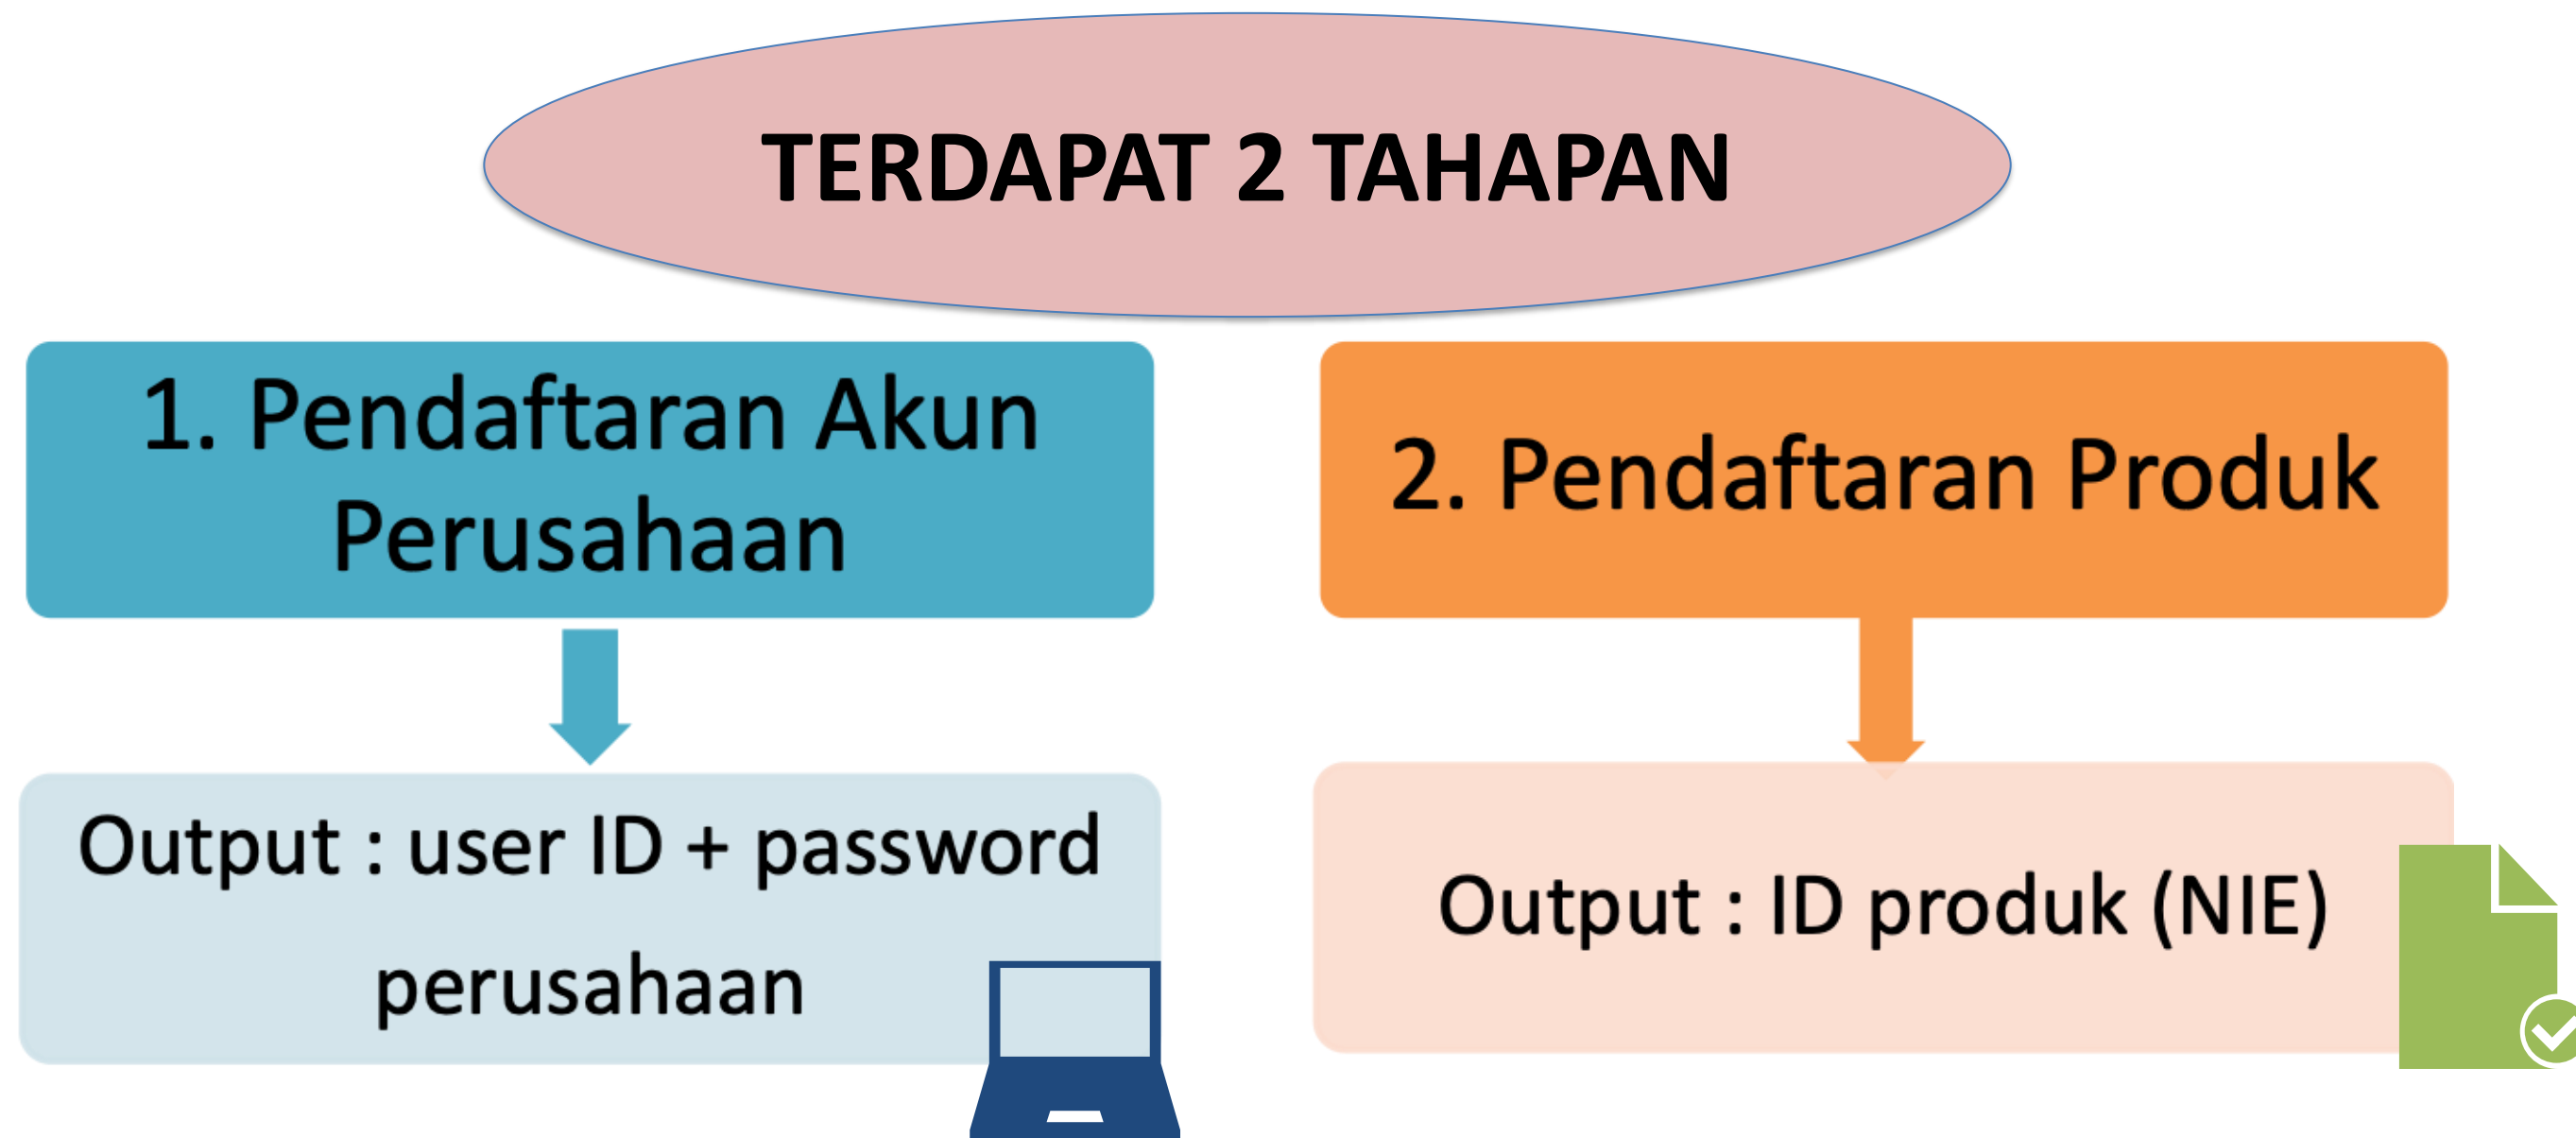 TERDAPAT 2 TAHAPAN
1. Pendaftaran Akun
Perusahaan
2. Pendaftaran Produk
Output : user ID + password
perusahaan
Output : ID produk (NIE)